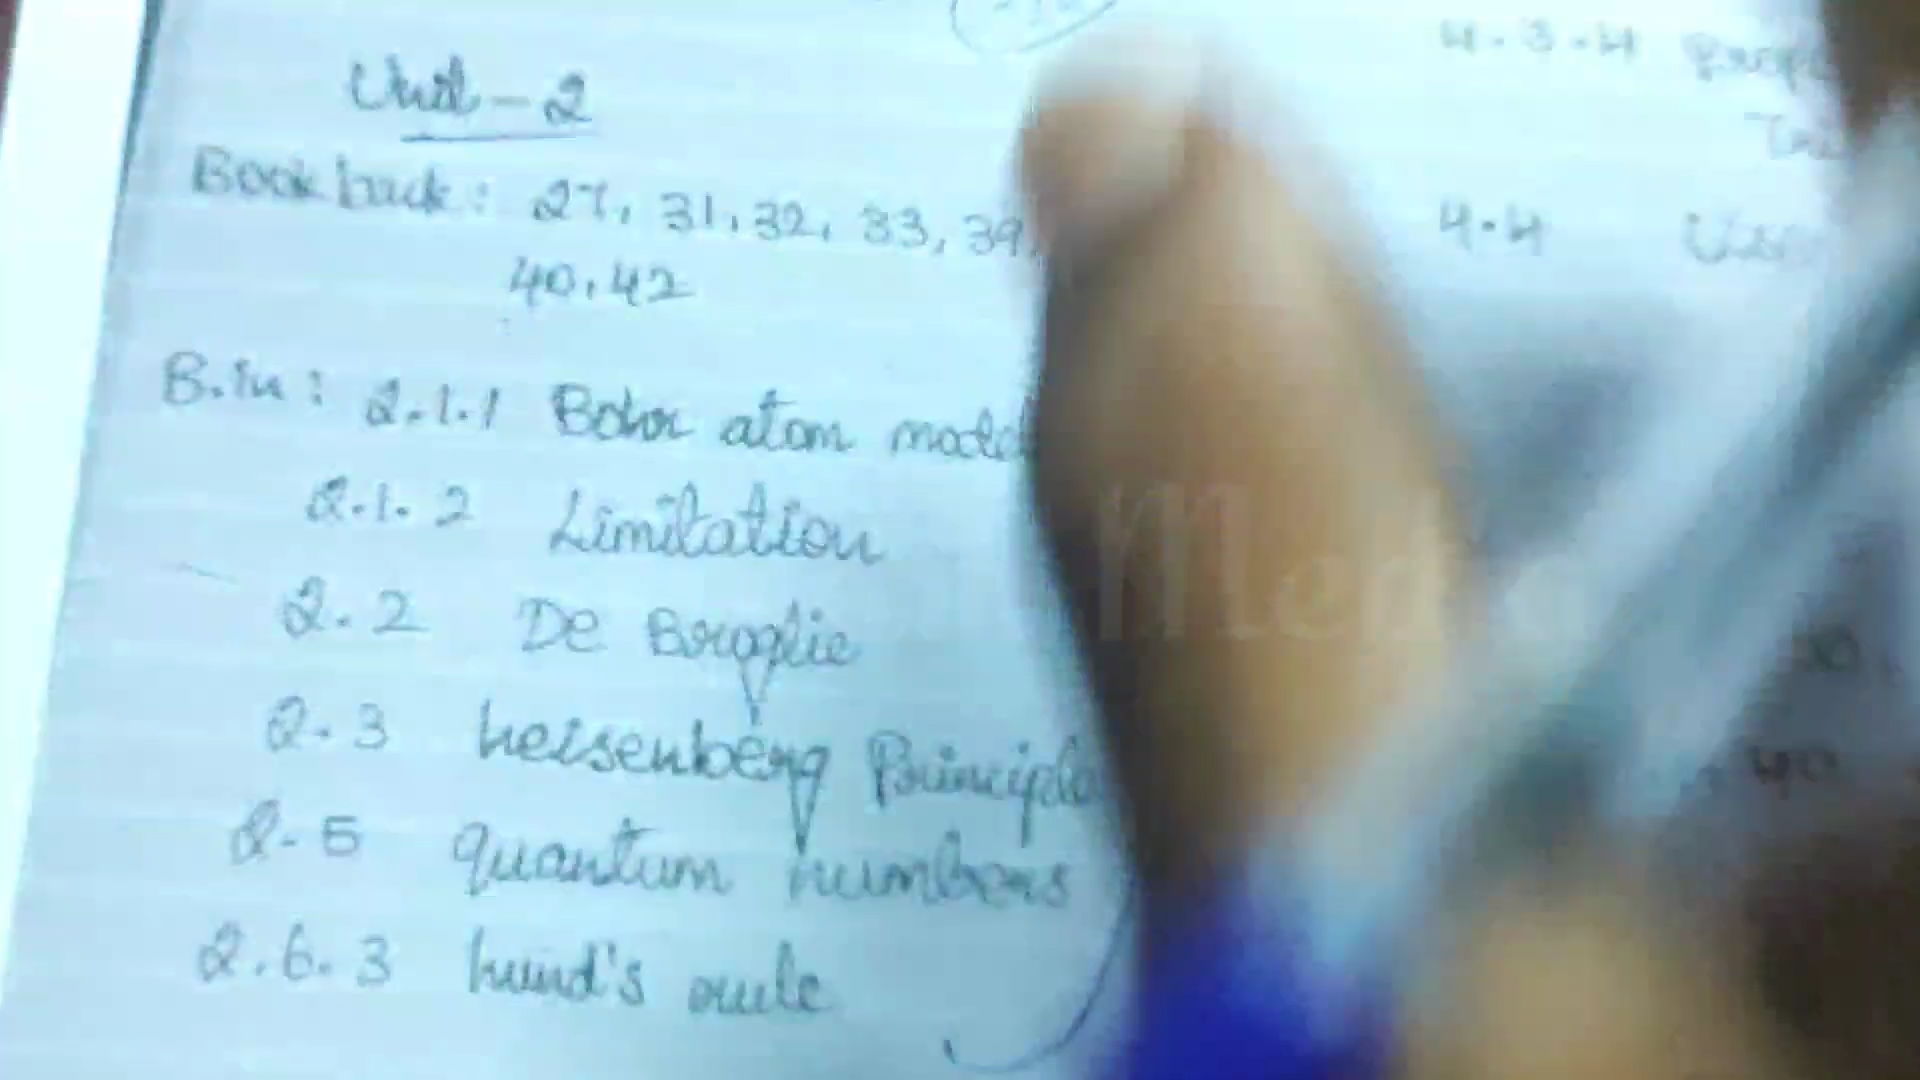 Unit - 2
Book back: 27, 31, 32, 33, 39,
40, 42
B.in: 2.1.1 Bohr atom model
2.1.2 Limitation
2.2 De Broglie
2.3 heisenberg Principle
2.5 quantum numbers
2.6.3 hund's rule
4.3.4
4.4